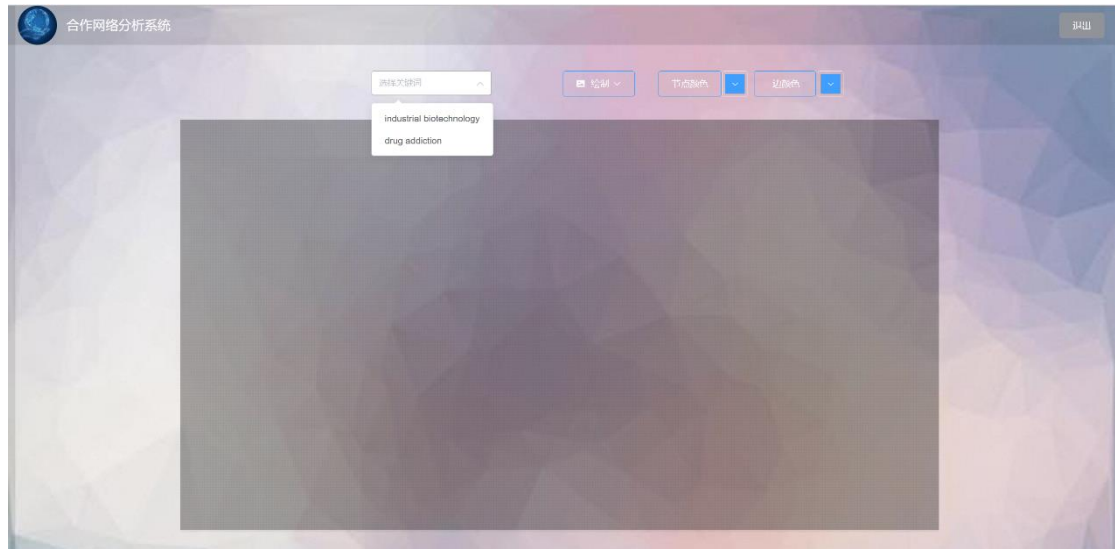 合作网络分析系统
退出
选择关键词
绘制
节点颜色
边颜色
industrial biotechnology
drug addiction